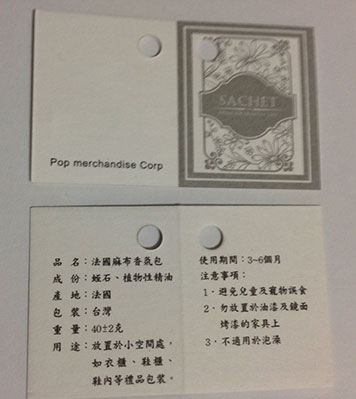 SACHET
Pop merchandise Corp
品 名：法國麻布香氛包
成 份：蛭石、植物性精油
產 地：法國
包 裝：台灣
重 量：40±2克
用 途：放置於小空間處，
如衣櫃、鞋櫃、
鞋內等禮品包裝。
使用期間：3~6個月
注意事項：
1．避免兒童及寵物誤食
2．勿放置於油漆及鏡面
烤漆的家具上
3．不適用於泡澡